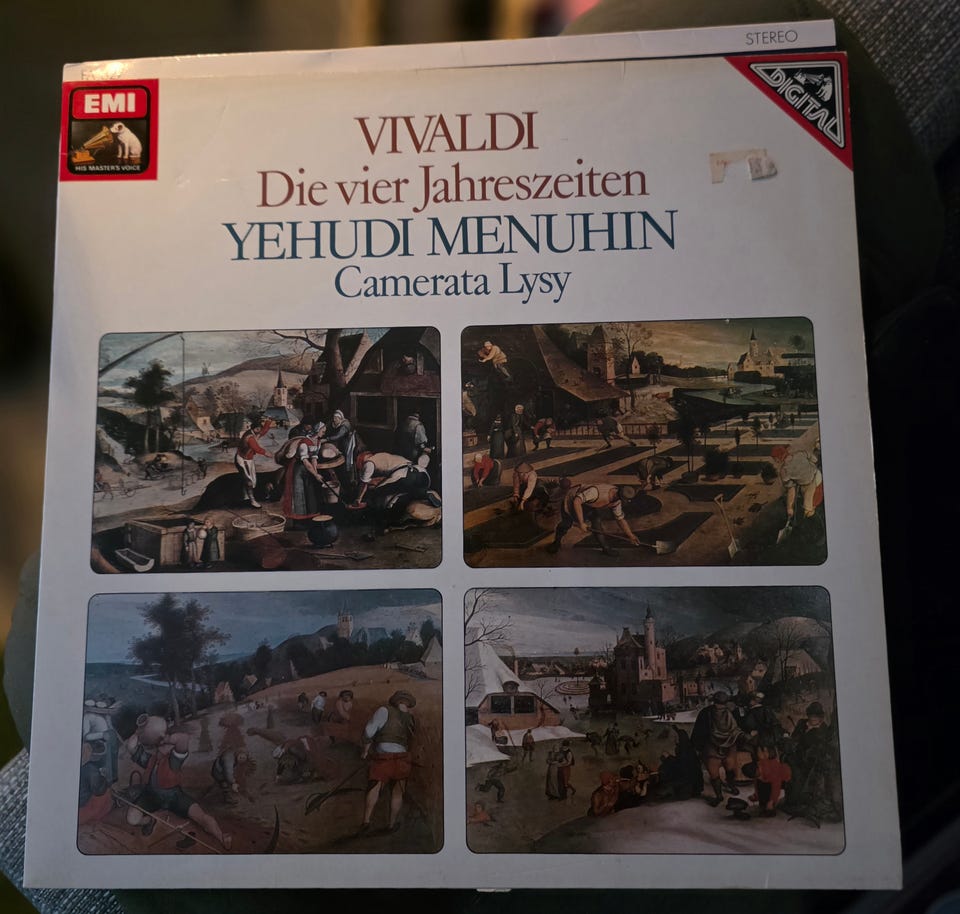 STEREO
EMI
HIS MASTER'S VOICE
DIGITAL
VIVALDI
Die vier Jahreszeiten
YEHUDI MENUHIN
Camerata Lysy